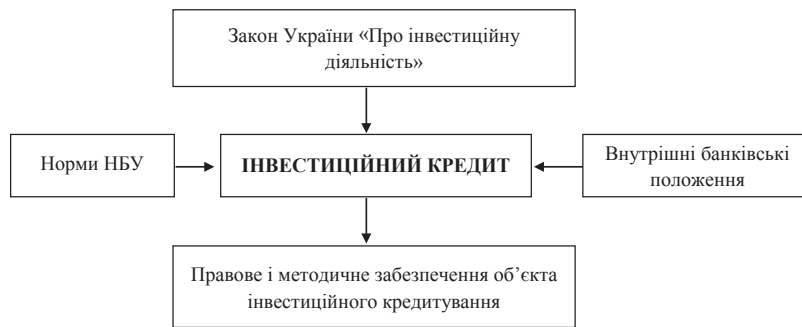 Закон України «Про інвестиційну
діяльність»
Норми НБУ
ІНВЕСТИЦІЙНИЙ КРЕДИТ
Внутрішні банківські
положення
Правове і методичне забезпечення об’єкта
інвестиційного кредитування